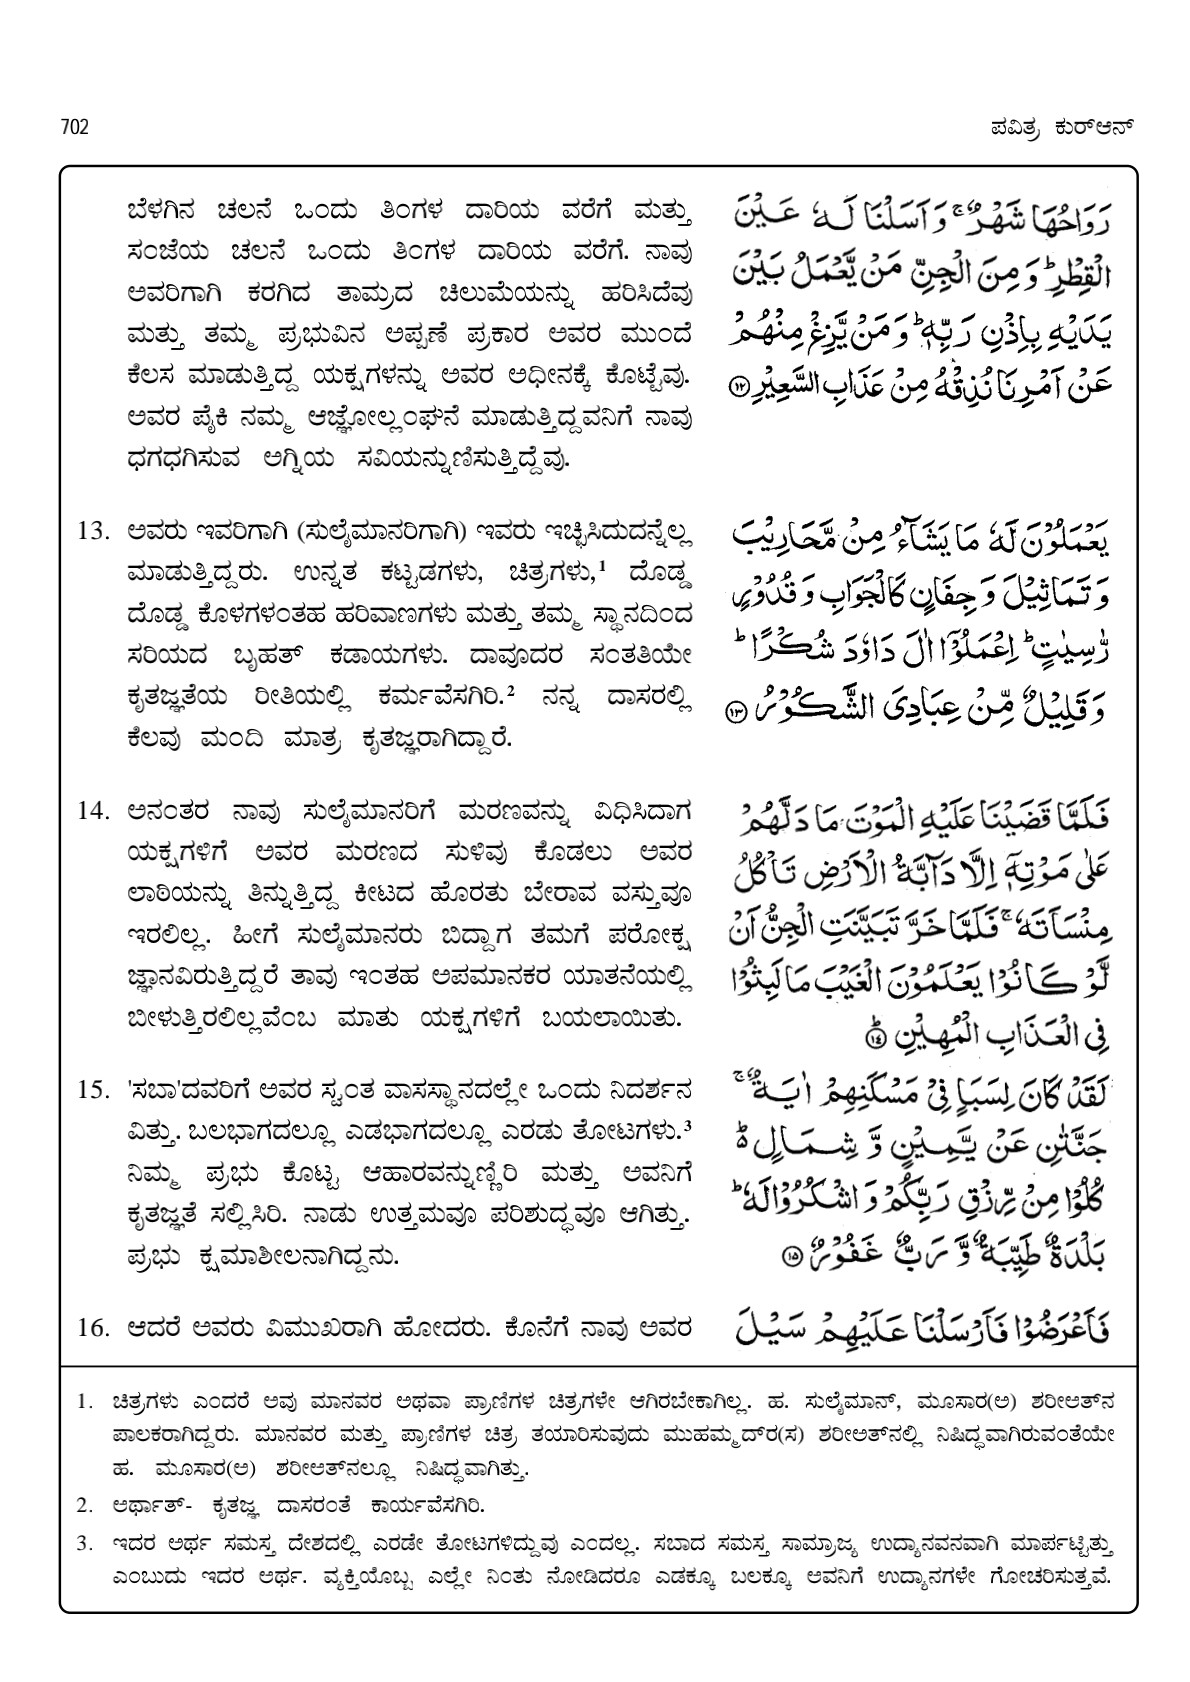 702
ಪವಿತ್ರ ಕುರ್‌ಆನ್
ಬೆಳಗಿನ ಚಲನೆ ಒಂದು ತಿಂಗಳ ದಾರಿಯ ವರೆಗೆ ಮತ್ತು
ಸಂಜೆಯ ಚಲನೆ ಒಂದು ತಿಂಗಳ ದಾರಿಯ ವರೆಗೆ. ನಾವು
ಅವರಿಗಾಗಿ ಕರಗಿದ ತಾಮ್ರದ ಚಿಲುಮೆಯನ್ನು ಹರಿಸಿದೆವು
ಮತ್ತು ತಮ್ಮ ಪ್ರಭುವಿನ ಅಪ್ಪಣೆ ಪ್ರಕಾರ ಅವರ ಮುಂದೆ
ಕೆಲಸ ಮಾಡುತ್ತಿದ್ದ ಯಕ್ಷಗಳನ್ನು ಅವರ ಅಧೀನಕ್ಕೆ ಕೊಟ್ಟೆವು.
ಅವರ ಪೈಕಿ ನಮ್ಮ ಆಜ್ಞೋಲ್ಲಂಘನೆ ಮಾಡುತ್ತಿದ್ದವನಿಗೆ ನಾವು
ಧಗಧಗಿಸುವ ಅಗ್ನಿಯ ಸವಿಯನ್ನುಣಿಸುತ್ತಿದ್ದೆವು.
رَوَاحُهَا شَهْرٌ ۚ وَاَسَلْنَا لَهٗ عَيْنَ
الْقِطْرِ ؕ وَمِنَ الْجِنِّ مَنْ يَّعْمَلُ بَيْنَ
يَدَيْهِ بِاِذْنِ رَبِّهٖ ؕ وَمَنْ يَّزِغْ مِنْهُمْ
عَنْ اَمْرِنَا نُذِقْهُ مِنْ عَذَابِ السَّعِيْرِ ۝۱۲
13. ಅವರು ಇವರಿಗಾಗಿ (ಸುಲೈಮಾನರಿಗಾಗಿ) ಇವರು ಇಚ್ಛಿಸಿದುದನ್ನೆಲ್ಲ
ಮಾಡುತ್ತಿದ್ದರು. ಉನ್ನತ ಕಟ್ಟಡಗಳು, ಚಿತ್ರಗಳು,¹ ದೊಡ್ಡ
ದೊಡ್ಡ ಕೊಳಗಳಂತಹ ಹರಿವಾಣಗಳು ಮತ್ತು ತಮ್ಮ ಸ್ಥಾನದಿಂದ
ಸರಿಯದ ಬೃಹತ್ ಕಡಾಯಗಳು. ದಾವೂದರ ಸಂತತಿಯೇ
ಕೃತಜ್ಞತೆಯ ರೀತಿಯಲ್ಲಿ ಕರ್ಮವೆಸಗಿರಿ.² ನನ್ನ ದಾಸರಲ್ಲಿ
ಕೆಲವು ಮಂದಿ ಮಾತ್ರ ಕೃತಜ್ಞರಾಗಿದ್ದಾರೆ.
يَعْمَلُوْنَ لَهٗ مَا يَشَآءُ مِنْ مَّحَارِيْبَ
وَتَمَاثِيْلَ وَجِفَانٍ كَالْجَوَابِ وَقُدُوْرٍ
رّٰسِيٰتٍ ؕ اِعْمَلُوْٓا اٰلَ دَاوٗدَ شُكْرًا ؕ
وَقَلِيْلٌ مِّنْ عِبَادِيَ الشَّكُوْرُ ۝۱۳
14. ಅನಂತರ ನಾವು ಸುಲೈಮಾನರಿಗೆ ಮರಣವನ್ನು ವಿಧಿಸಿದಾಗ
ಯಕ್ಷಗಳಿಗೆ ಅವರ ಮರಣದ ಸುಳಿವು ಕೊಡಲು ಅವರ
ಲಾಠಿಯನ್ನು ತಿನ್ನುತ್ತಿದ್ದ ಕೀಟದ ಹೊರತು ಬೇರಾವ ವಸ್ತುವೂ
ಇರಲಿಲ್ಲ. ಹೀಗೆ ಸುಲೈಮಾನರು ಬಿದ್ದಾಗ ತಮಗೆ ಪರೋಕ್ಷ
ಜ್ಞಾನವಿರುತ್ತಿದ್ದರೆ ತಾವು ಇಂತಹ ಅಪಮಾನಕರ ಯಾತನೆಯಲ್ಲಿ
ಬೀಳುತ್ತಿರಲಿಲ್ಲವೆಂಬ ಮಾತು ಯಕ್ಷಗಳಿಗೆ ಬಯಲಾಯಿತು.
فَلَمَّا قَضَيْنَا عَلَيْهِ الْمَوْتَ مَا دَلَّهُمْ
عَلٰى مَوْتِهٖٓ اِلَّا دَآبَّةُ الْاَرْضِ تَاْكُلُ
مِنْسَاَتَهٗ ۚ فَلَمَّا خَرَّ تَبَيَّنَتِ الْجِنُّ اَنْ
لَّوْ كَانُوْا يَعْلَمُوْنَ الْغَيْبَ مَا لَبِثُوْا
فِي الْعَذَابِ الْمُهِيْنِ ؕ۝۱٤
15. 'ಸಬಾ'ದವರಿಗೆ ಅವರ ಸ್ವಂತ ವಾಸಸ್ಥಾನದಲ್ಲೇ ಒಂದು ನಿದರ್ಶನ
ವಿತ್ತು. ಬಲಭಾಗದಲ್ಲೂ ಎಡಭಾಗದಲ್ಲೂ ಎರಡು ತೋಟಗಳು.³
ನಿಮ್ಮ ಪ್ರಭು ಕೊಟ್ಟ ಆಹಾರವನ್ನುಣ್ಣಿರಿ ಮತ್ತು ಅವನಿಗೆ
ಕೃತಜ್ಞತೆ ಸಲ್ಲಿಸಿರಿ. ನಾಡು ಉತ್ತಮವೂ ಪರಿಶುದ್ಧವೂ ಆಗಿತ್ತು.
ಪ್ರಭು ಕ್ಷಮಾಶೀಲನಾಗಿದ್ದನು.
لَقَدْ كَانَ لِسَبَاٍ فِيْ مَسْكَنِهِمْ اٰيَةٌ ۚ
جَنَّتٰنِ عَنْ يَّمِيْنٍ وَّشِمَالٍ ؕ
كُلُوْا مِنْ رِّزْقِ رَبِّكُمْ وَاشْكُرُوْا لَهٗ ؕ
بَلْدَةٌ طَيِّبَةٌ وَّرَبٌّ غَفُوْرٌ ۝۱۵
16. ಆದರೆ ಅವರು ವಿಮುಖರಾಗಿ ಹೋದರು. ಕೊನೆಗೆ ನಾವು ಅವರ
فَاَعْرَضُوْا فَاَرْسَلْنَا عَلَيْهِمْ سَيْلَ
1. ಚಿತ್ರಗಳು ಎಂದರೆ ಅವು ಮಾನವರ ಅಥವಾ ಪ್ರಾಣಿಗಳ ಚಿತ್ರಗಳೇ ಆಗಿರಬೇಕಾಗಿಲ್ಲ. ಹ. ಸುಲೈಮಾನ್, ಮೂಸಾರ(ಅ) ಶರೀಅತ್‌ನ
ಪಾಲಕರಾಗಿದ್ದರು. ಮಾನವರ ಮತ್ತು ಪ್ರಾಣಿಗಳ ಚಿತ್ರ ತಯಾರಿಸುವುದು ಮುಹಮ್ಮದ್‌ರ(ಸ) ಶರೀಅತ್‌ನಲ್ಲಿ ನಿಷಿದ್ಧವಾಗಿರುವಂತೆಯೇ
ಹ. ಮೂಸಾರ(ಅ) ಶರೀಅತ್‌ನಲ್ಲೂ ನಿಷಿದ್ಧವಾಗಿತ್ತು.
2. ಅರ್ಥಾತ್- ಕೃತಜ್ಞ ದಾಸರಂತೆ ಕಾರ್ಯವೆಸಗಿರಿ.
3. ಇದರ ಅರ್ಥ ಸಮಸ್ತ ದೇಶದಲ್ಲಿ ಎರಡೇ ತೋಟಗಳಿದ್ದುವು ಎಂದಲ್ಲ. ಸಬಾದ ಸಮಸ್ತ ಸಾಮ್ರಾಜ್ಯ ಉದ್ಯಾನವನವಾಗಿ ಮಾರ್ಪಟ್ಟಿತ್ತು
ಎಂಬುದು ಇದರ ಅರ್ಥ. ವ್ಯಕ್ತಿಯೊಬ್ಬ ಎಲ್ಲೇ ನಿಂತು ನೋಡಿದರೂ ಎಡಕ್ಕೂ ಬಲಕ್ಕೂ ಅವನಿಗೆ ಉದ್ಯಾನಗಳೇ ಗೋಚರಿಸುತ್ತವೆ.